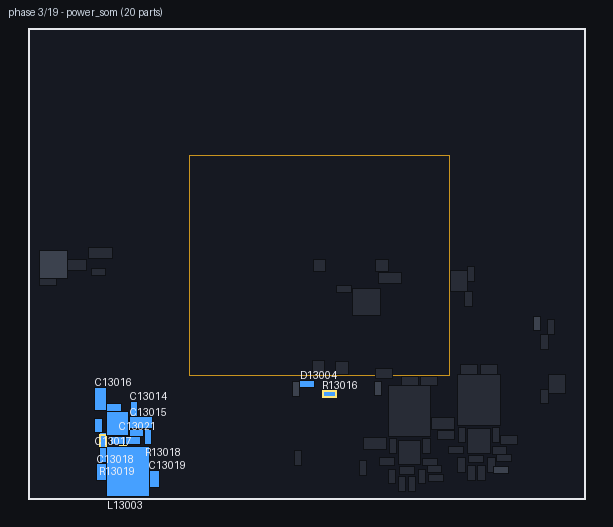 phase 3/19 - power_som (20 parts)
D13004
C13016
R13016
C13014
C13015
C13021
C13017
R13018
C13018
C13019
R13019
L13003